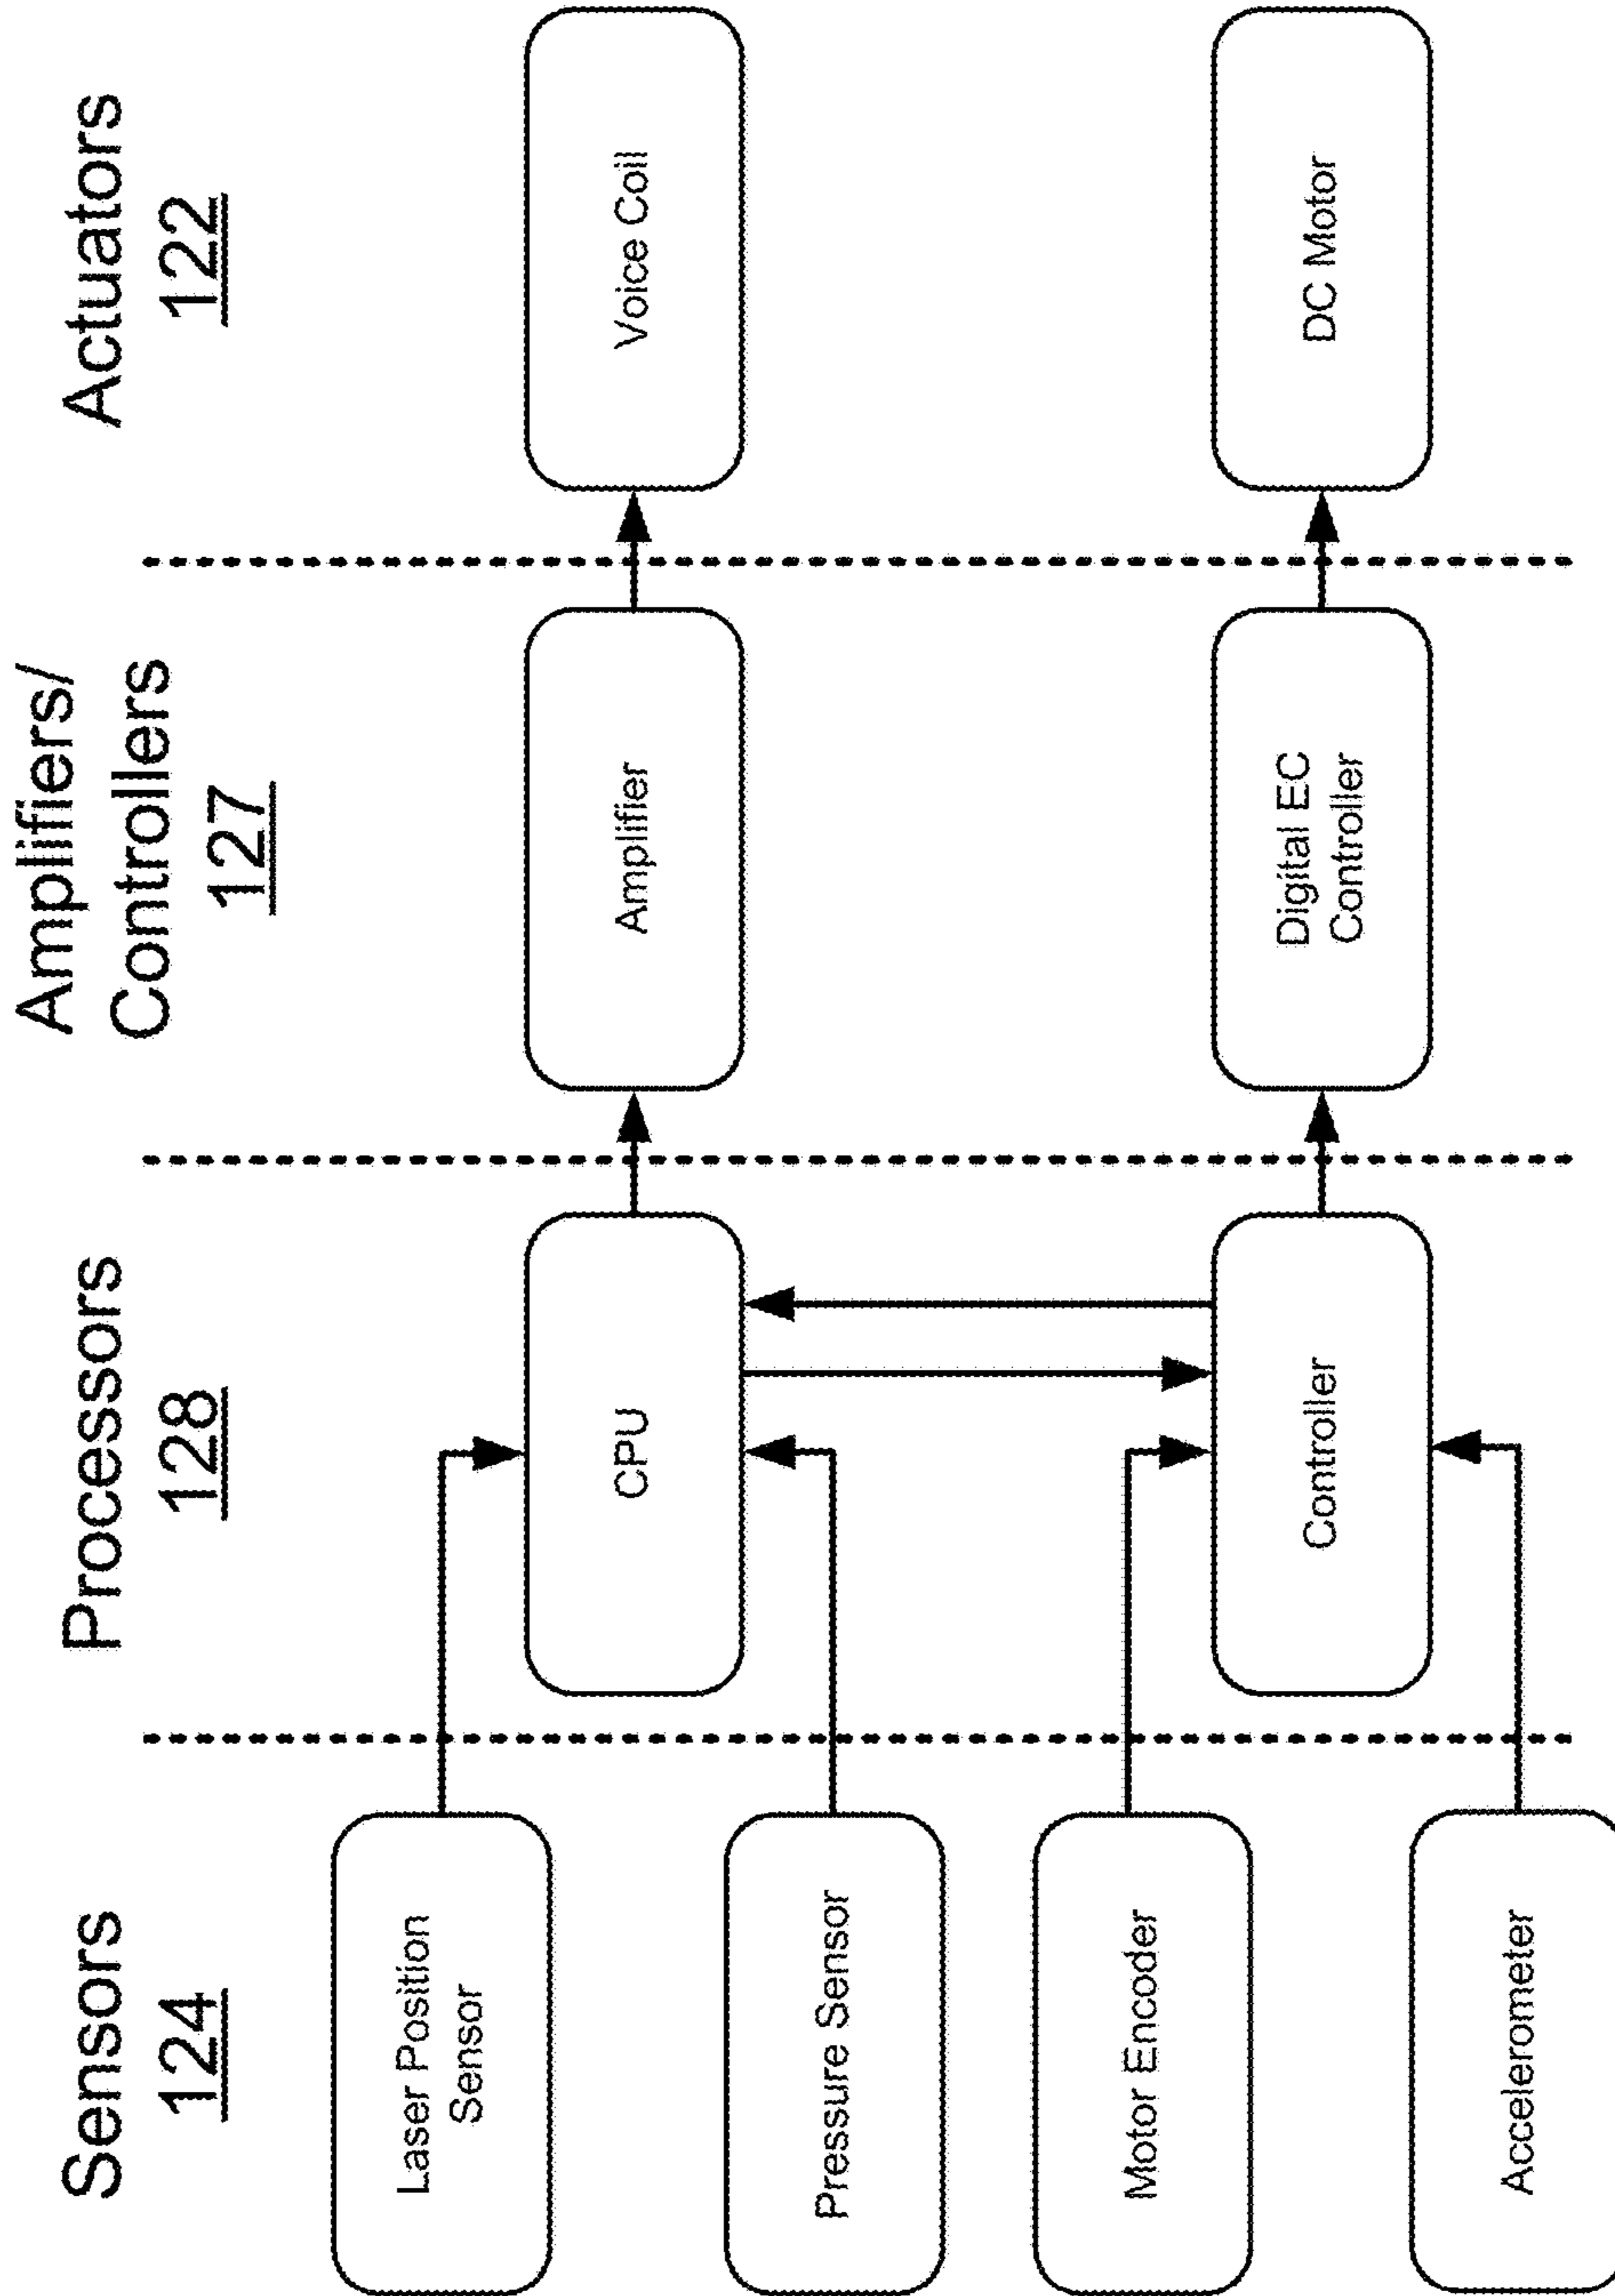 Sensors
124
Processors
128
Amplifiers/
Controllers
127
Actuators
122
Laser Position
Sensor
Pressure Sensor
Motor Encoder
Accelerometer
CPU
Controller
Amplifier
Digital EC
Controller
Voice Coil
DC Motor